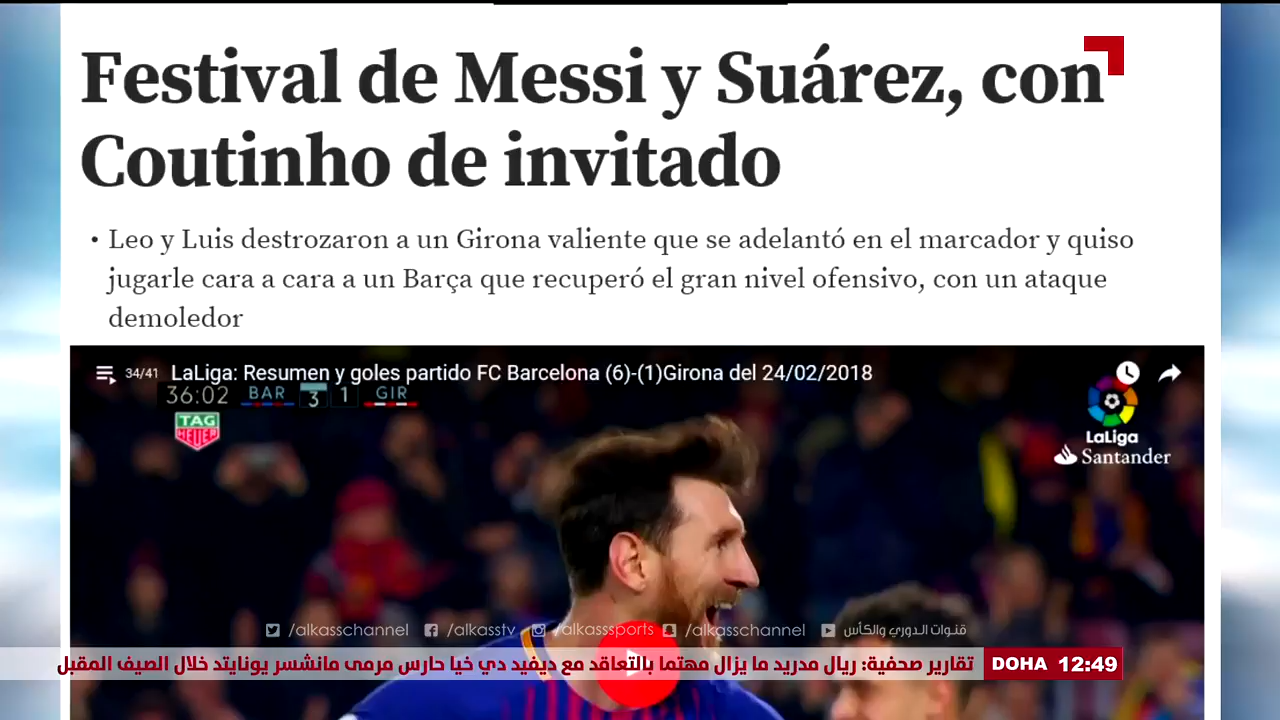 Festival de Messi y Suárez, con
Coutinho de invitado
• Leo y Luis destrozaron a un Girona valiente que se adelantó en el marcador y quiso
jugarle cara a cara a un Barça que recuperó el gran nivel ofensivo, con un ataque
demoledor
34/41 LaLiga: Resumen y goles partido FC Barcelona (6)-(1)Girona del 24/02/2018
36:02 BAR 3 1 GIR
TAG
HEUER
LaLiga
Santander
/alkasschannel /alkasstv /alkasssports /alkasschannel قنوات الدوري والكأس
تقارير صحفية: ريال مدريد ما يزال مهتما بالتعاقد مع ديفيد دي خيا حارس مرمى مانشسر يونايتد خلال الصيف المقبل
DOHA 12:49